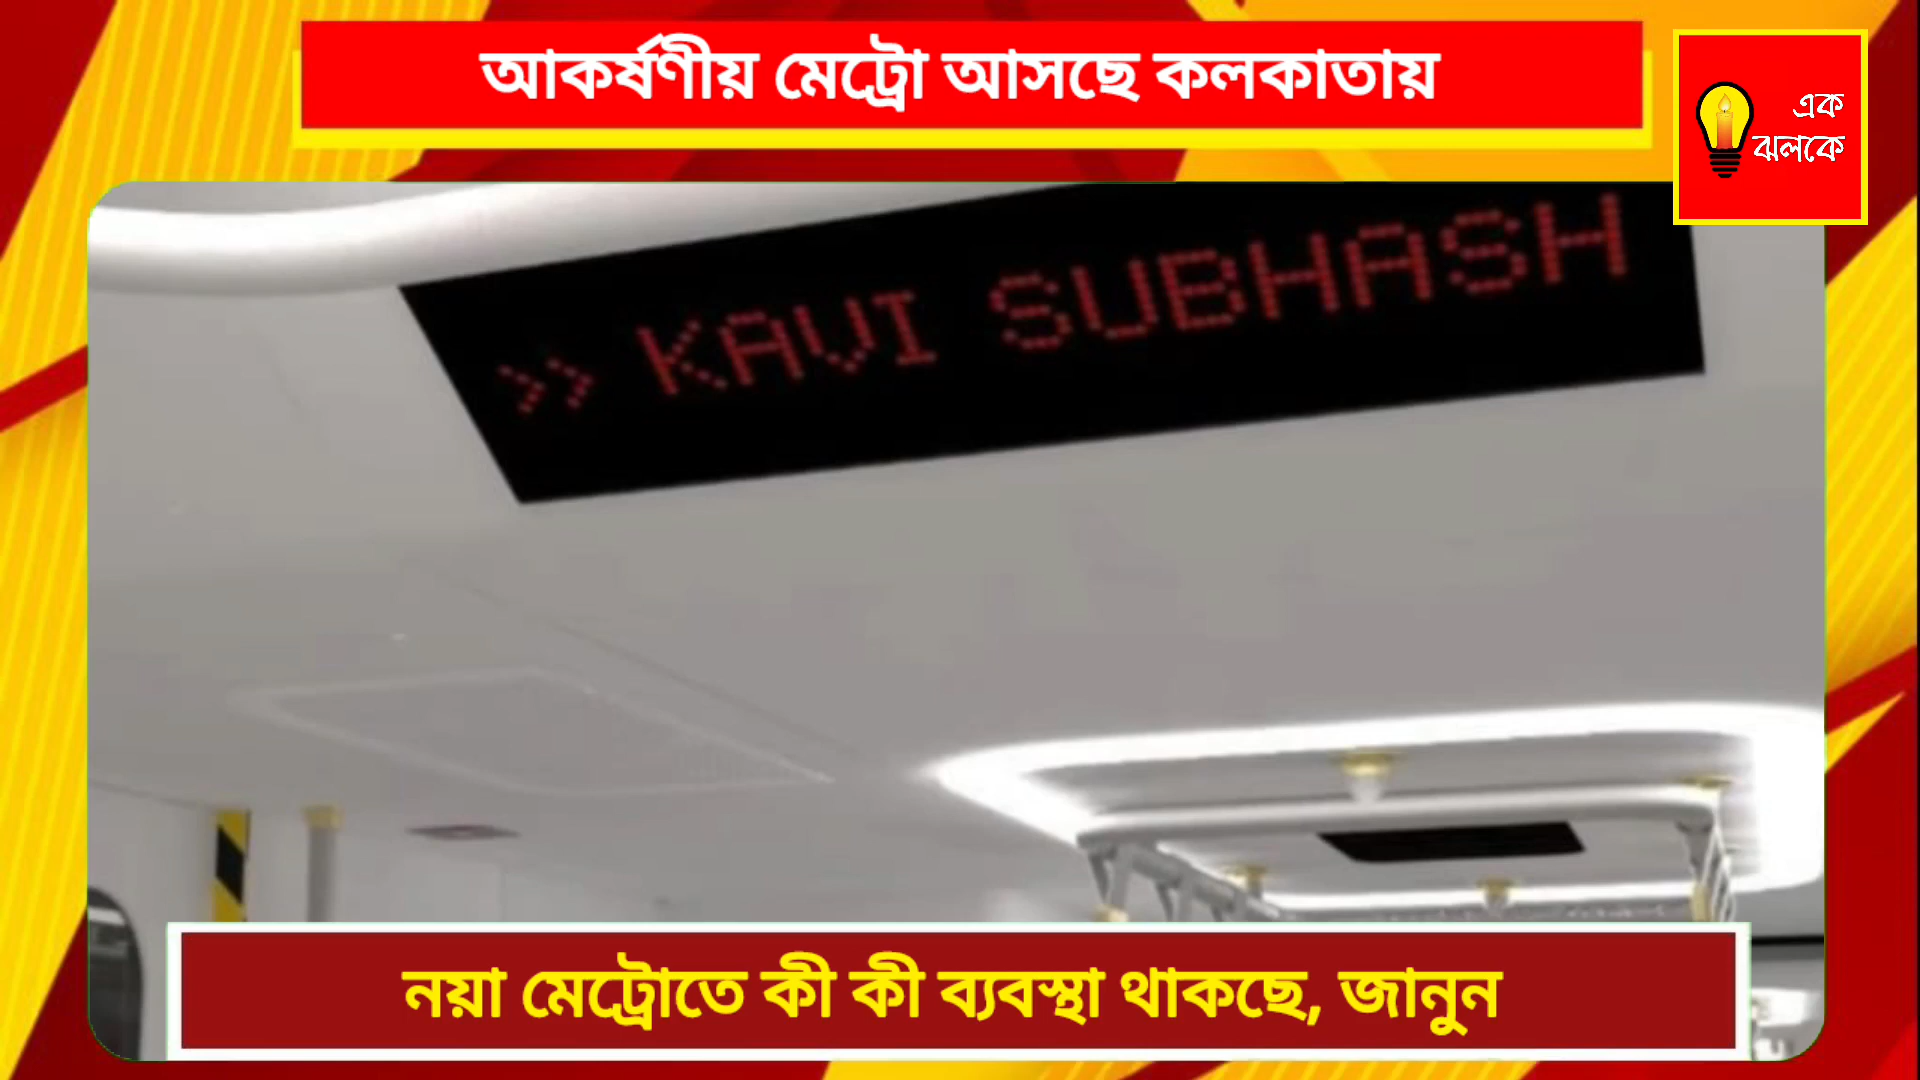 আকর্ষণীয় মেট্রো আসছে কলকাতায়
এক
ঝলকে
>> KAVI SUBHASH
নয়া মেট্রোতে কী কী ব্যবস্থা থাকছে, জানুন